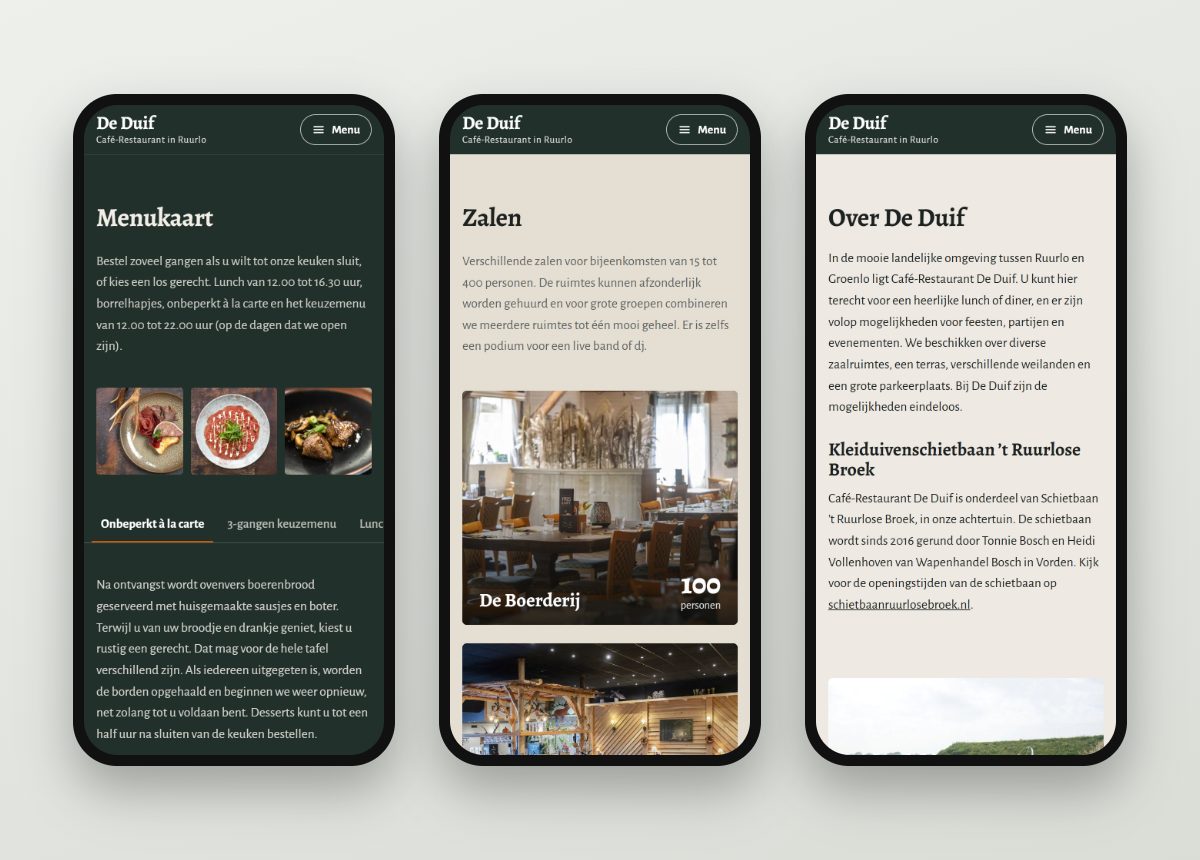 De Duif
Café-Restaurant in Ruurlo
Menu
Menukaart
Bestel zoveel gangen als u wilt tot onze keuken sluit,
of kies een los gerecht. Lunch van 12.00 tot 16.30 uur,
borrelhapjes, onbeperkt à la carte en het keuzemenu
van 12.00 tot 22.00 uur (op de dagen dat we open
zijn).
Onbeperkt à la carte
3-gangen keuzemenu
Lunc
Na ontvangst wordt ovenvers boerenbrood
geserveerd met huisgemaakte sausjes en boter.
Terwijl u van uw broodje en drankje geniet, kiest u
rustig een gerecht. Dat mag voor de hele tafel
verschillend zijn. Als iedereen uitgegeten is, worden
de borden opgehaald en beginnen we weer opnieuw,
net zolang tot u voldaan bent. Desserts kunt u tot een
half uur na sluiten van de keuken bestellen.
De Duif
Café-Restaurant in Ruurlo
Menu
Zalen
Verschillende zalen voor bijeenkomsten van 15 tot
400 personen. De ruimtes kunnen afzonderlijk
worden gehuurd en voor grote groepen combineren
we meerdere ruimtes tot één mooi geheel. Er is zelfs
een podium voor een live band of dj.
De Boerderij
100
personen
De Duif
Café-Restaurant in Ruurlo
Menu
Over De Duif
In de mooie landelijke omgeving tussen Ruurlo en
Groenlo ligt Café-Restaurant De Duif. U kunt hier
terecht voor een heerlijke lunch of diner, en er zijn
volop mogelijkheden voor feesten, partijen en
evenementen. We beschikken over diverse
zaalruimtes, een terras, verschillende weilanden en
een grote parkeerplaats. Bij De Duif zijn de
mogelijkheden eindeloos.
Kleiduivenschietbaan ’t Ruurlose
Broek
Café-Restaurant De Duif is onderdeel van Schietbaan
’t Ruurlose Broek, in onze achtertuin. De schietbaan
wordt sinds 2016 gerund door Tonnie Bosch en Heidi
Vollenhoven van Wapenhandel Bosch in Vorden. Kijk
voor de openingstijden van de schietbaan op
schietbaanruurlosebroek.nl.